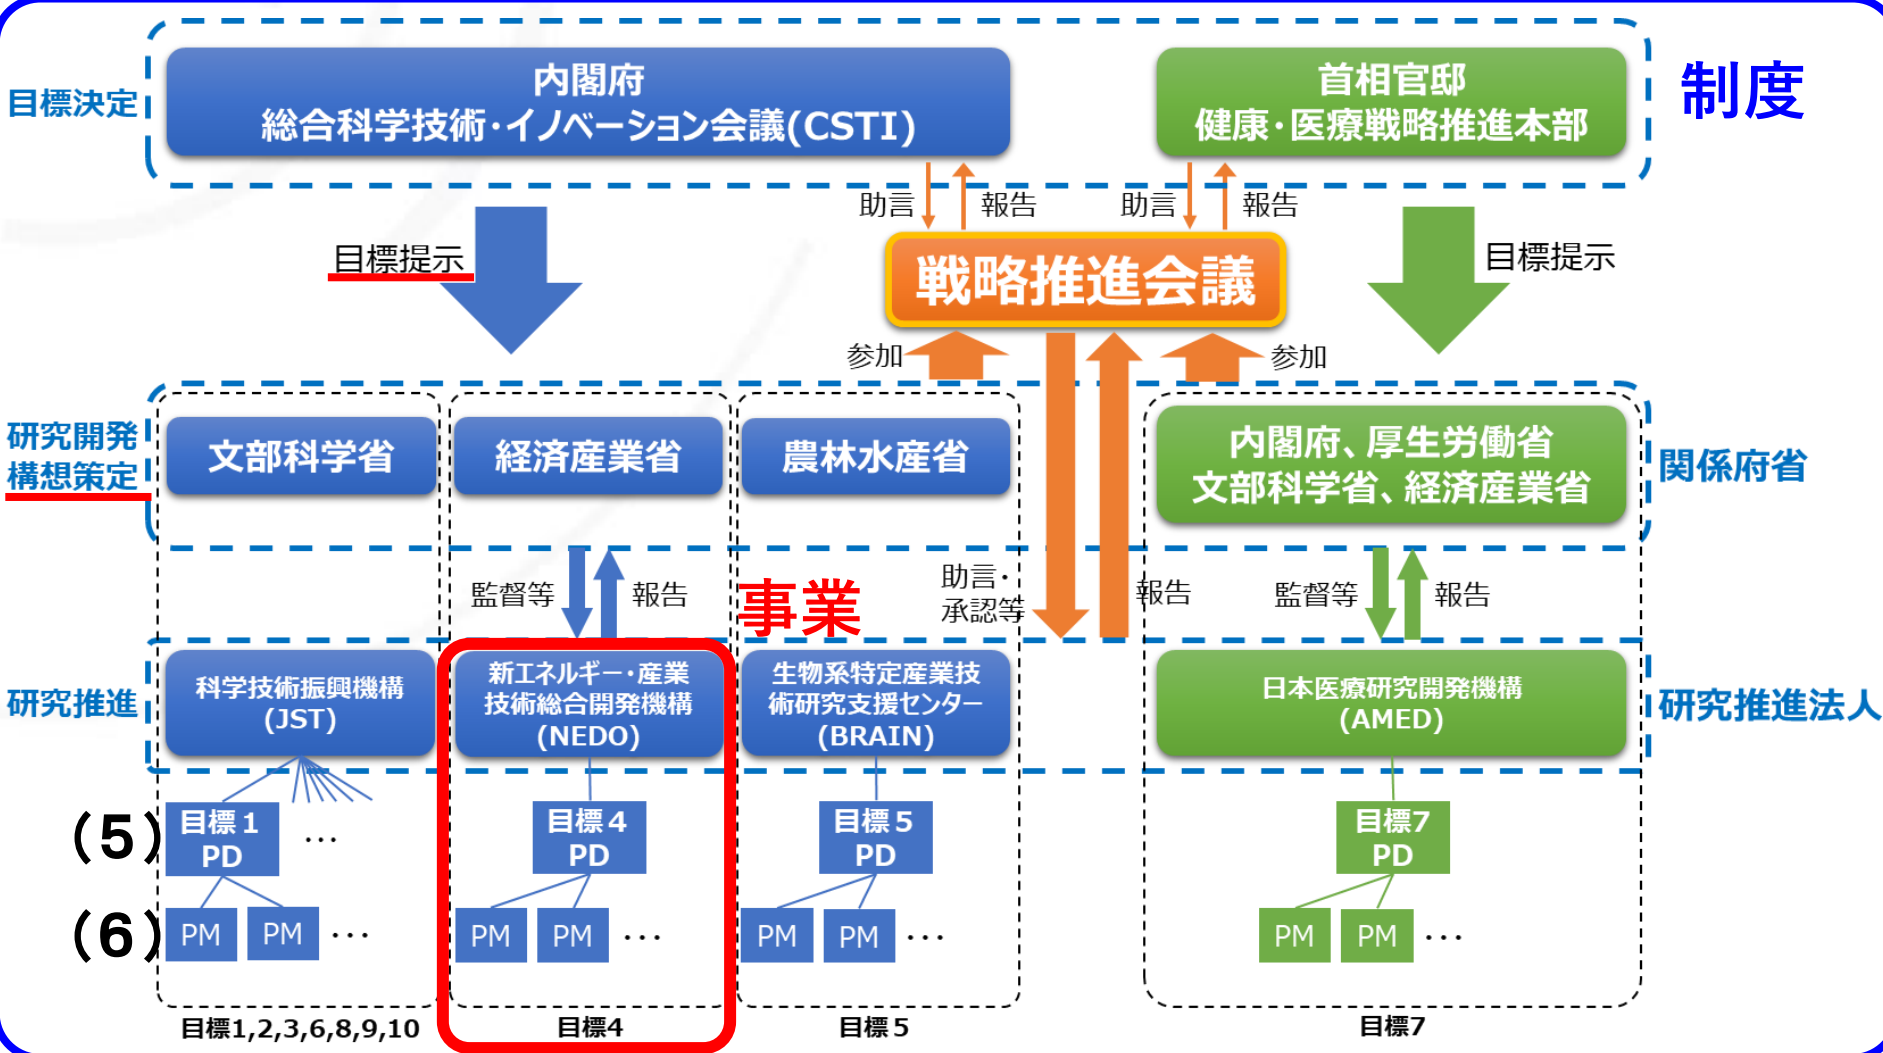 制度
目標決定
内閣府
総合科学技術・イノベーション会議(CSTI)
首相官邸
健康・医療戦略推進本部
助言
報告
助言
報告
目標提示
戦略推進会議
目標提示
参加
参加
研究開発
構想策定
文部科学省
経済産業省
農林水産省
内閣府、厚生労働省
文部科学省、経済産業省
関係府省
監督等
報告
事業
助言・
承認等
報告
監督等
報告
研究推進
科学技術振興機構
(JST)
新エネルギー・産業
技術総合開発機構
(NEDO)
生物系特定産業技
術研究支援センター
(BRAIN)
日本医療研究開発機構
(AMED)
研究推進法人
(5)
目標1
PD
…
目標4
PD
目標5
PD
目標7
PD
(6)
PM
PM
…
PM
PM
…
PM
PM
…
PM
PM
…
目標1,2,3,6,8,9,10
目標4
目標5
目標7